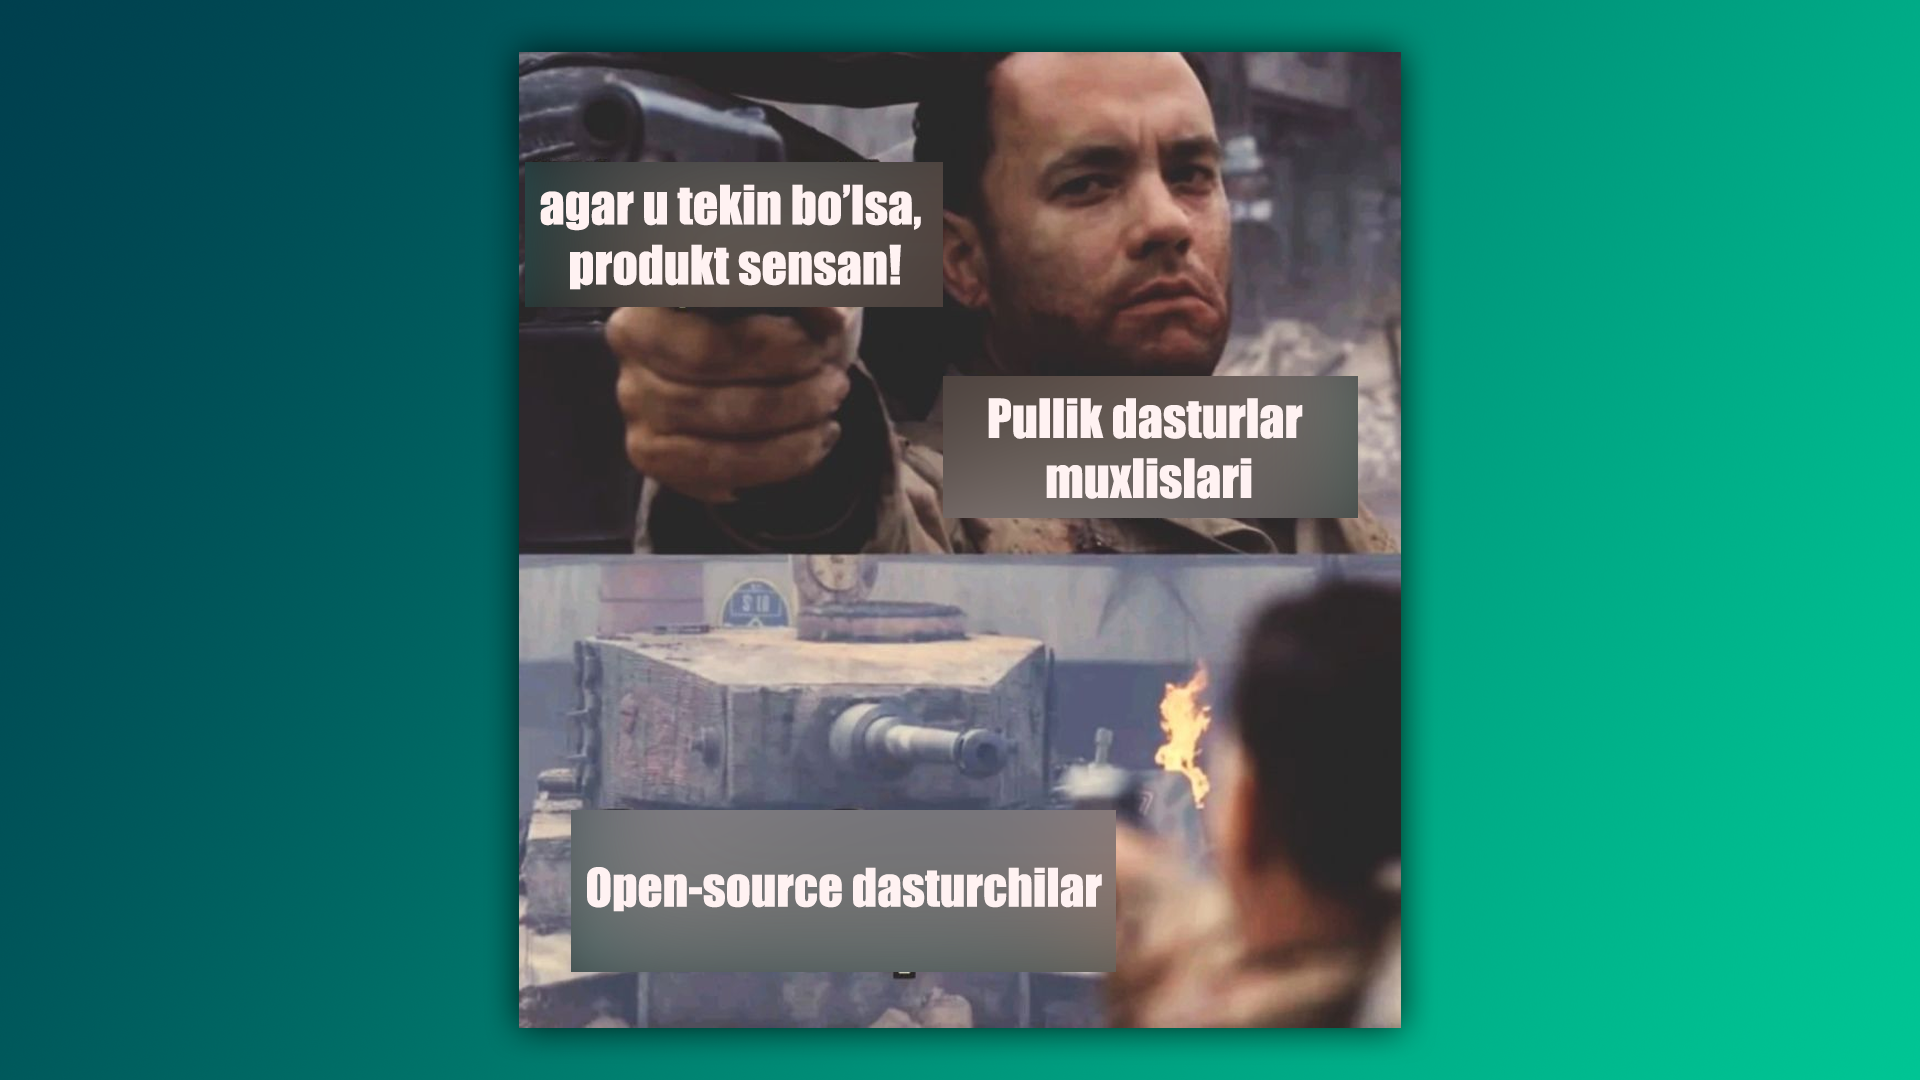 agar u tekin bo’lsa,
produkt sensan!
Pullik dasturlar
muxlislari
Open-source dasturchilar